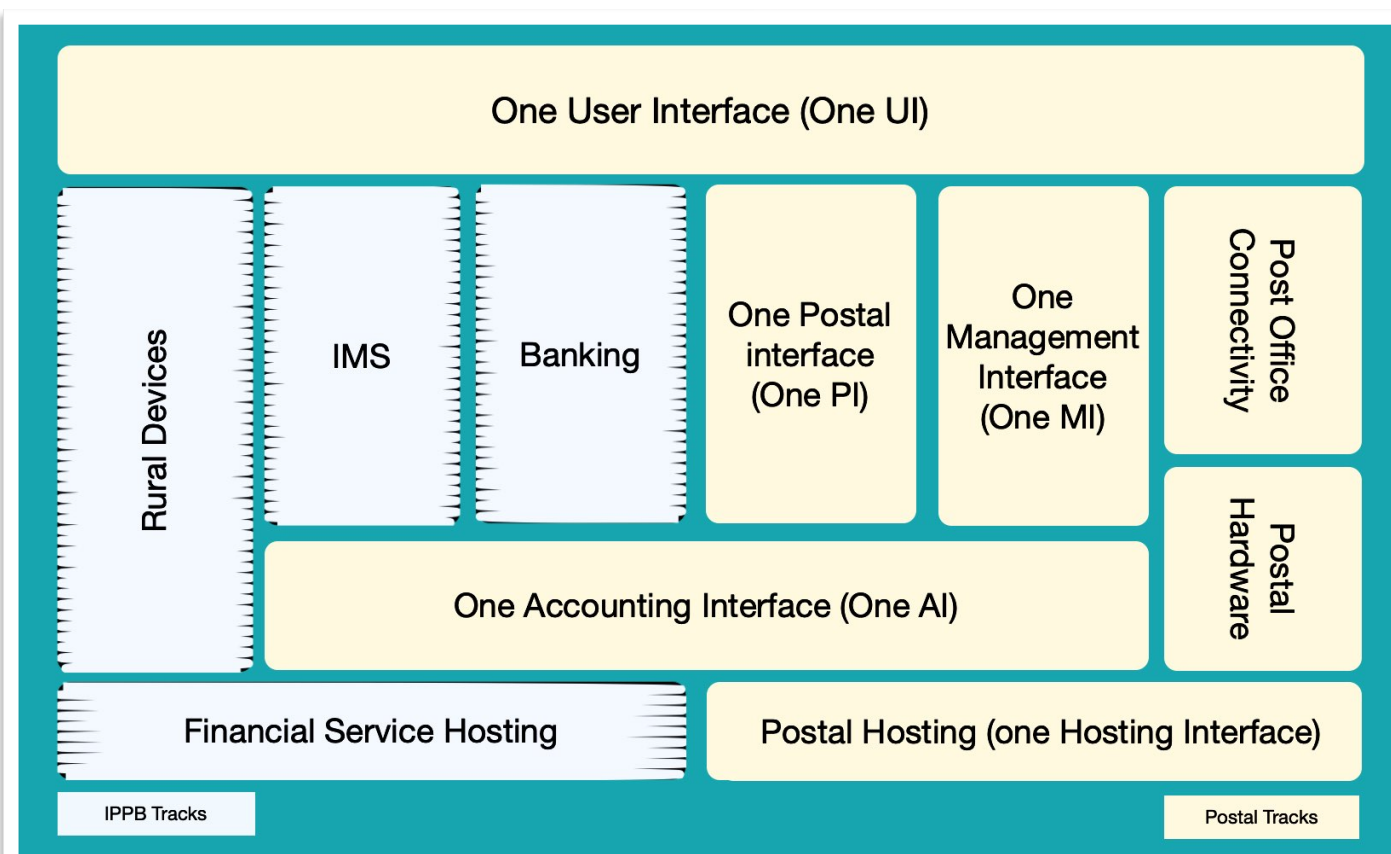 One User Interface (One UI)
Rural Devices
IMS
Banking
One Postal
interface
(One PI)
One
Management
Interface
(One MI)
Post Office
Connectivity
Postal
Hardware
One Accounting Interface (One AI)
Financial Service Hosting
Postal Hosting (one Hosting Interface)
IPPB Tracks
Postal Tracks